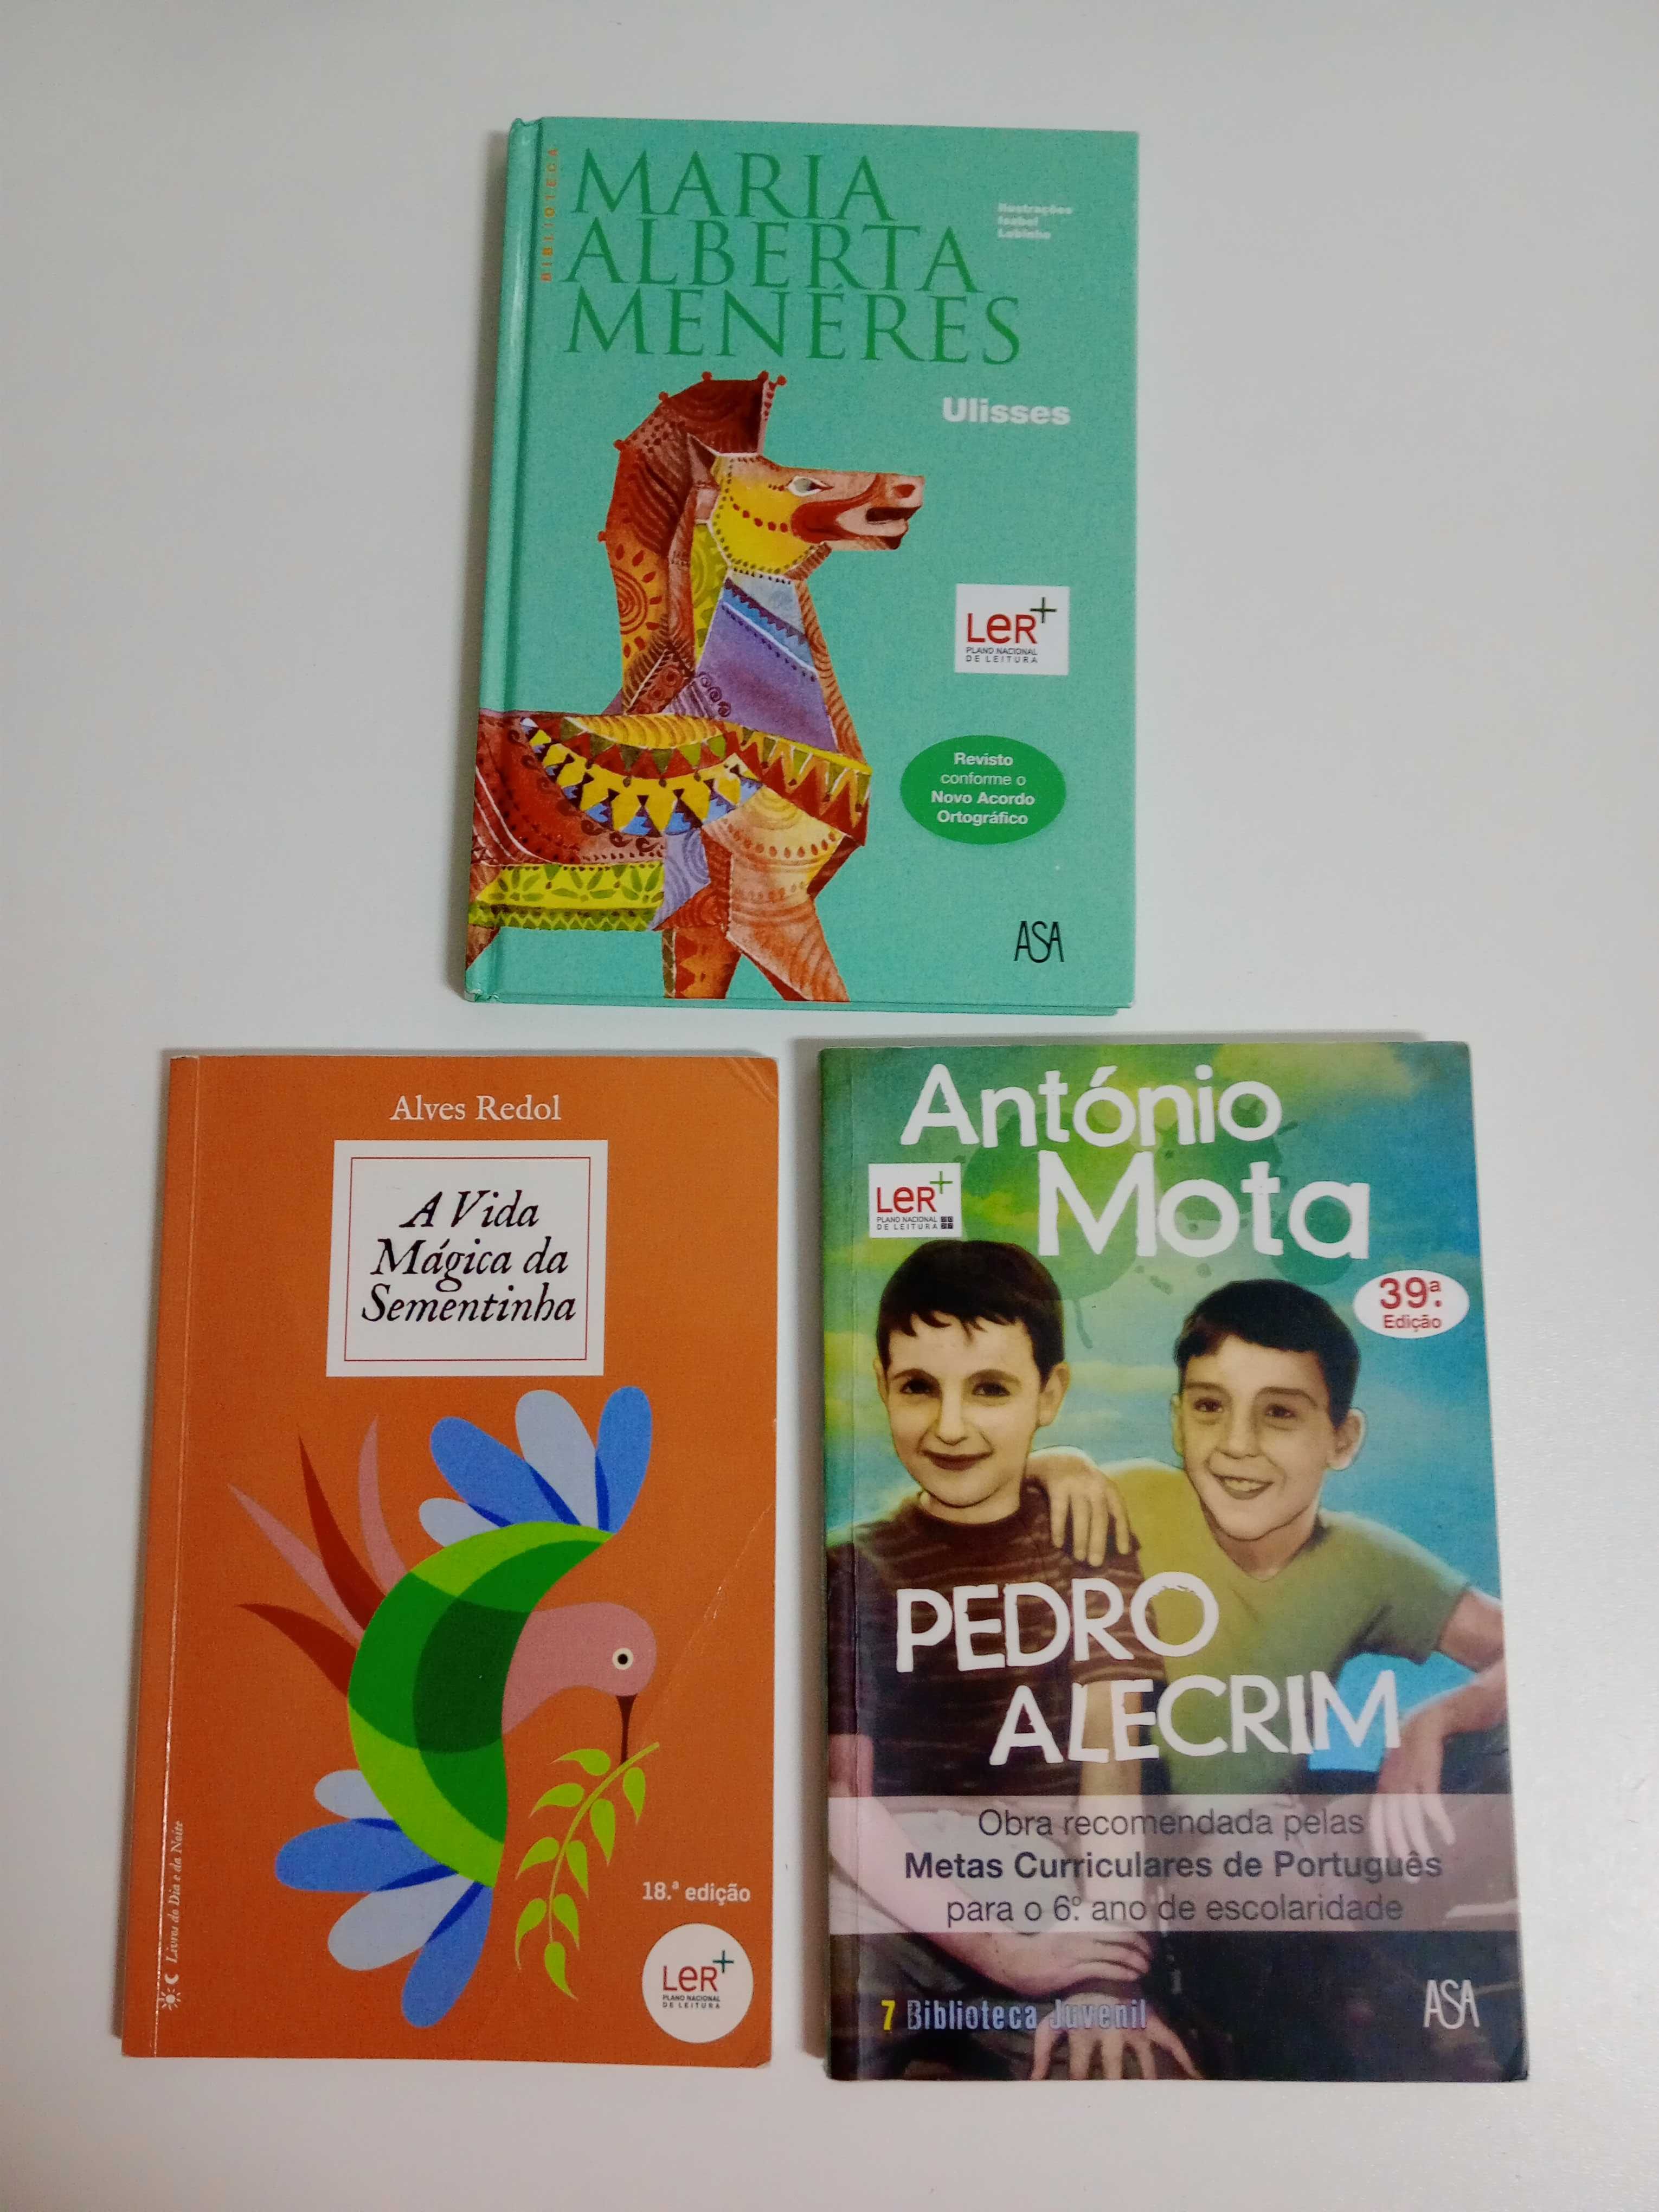 BIBLIOTECA
MARIA
ALBERTA
MENÉRES
Ilustrações
Isabel
Lobinho
Ulisses
LeR+
PLANO NACIONAL
DE LEITURA
Revisto
conforme o
Novo Acordo
Ortográfico
ASA
Alves Redol
A Vida
Mágica da
Sementinha
18.ª edição
LeR+
PLANO NACIONAL
DE LEITURA
Livros do Dia e da Noite
António
Mota
LeR+
PLANO NACIONAL
DE LEITURA
39ª.
Edição
PEDRO
ALECRIM
Obra recomendada pelas
Metas Curriculares de Português
para o 6º. ano de escolaridade
7 Biblioteca Juvenil
ASA